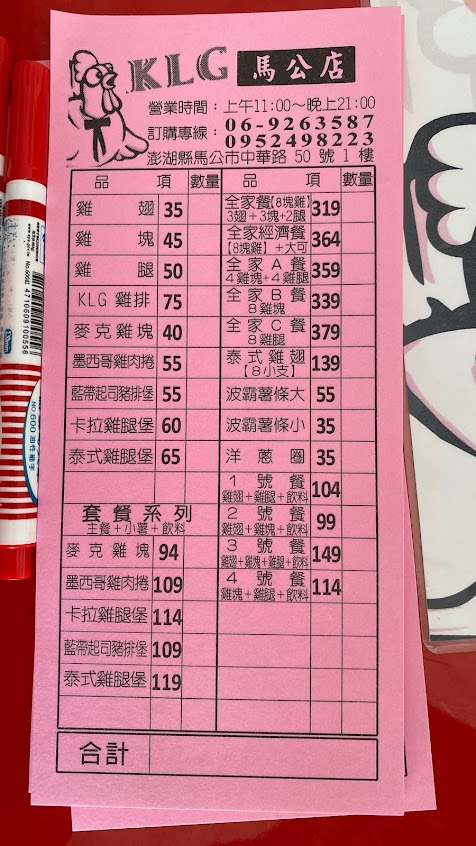 KLG 馬公店
營業時間：上午11:00～晚上21:00
訂購專線：06-9263587
0952498223
澎湖縣馬公市中華路 50 號 1 樓
品 項 數量
雞翅 35
雞塊 45
雞腿 50
KLG 雞排 75
麥克雞塊 40
墨西哥雞肉捲 55
藍帶起司豬排堡 55
卡拉雞腿堡 60
泰式雞腿堡 65
套餐系列
主餐+小薯+飲料
麥克雞塊 94
墨西哥雞肉捲 109
卡拉雞腿堡 114
藍帶起司豬排堡 109
泰式雞腿堡 119
品 項 數量
全家餐【8塊雞】 319
3翅+3塊+2腿
全家經濟餐 364
【8塊雞】+大可
全家A餐 359
4雞塊+4雞腿
全家B餐 339
8雞塊
全家C餐 379
8雞腿
泰式雞翅 139
【8小支】
波霸薯條大 55
波霸薯條小 35
洋蔥圈 35
1號餐 104
雞翅+雞腿+飲料
2號餐 99
雞翅+雞塊+飲料
3號餐 149
雞翅+雞塊+雞腿+飲料
4號餐 114
雞塊+雞腿+飲料
合計
4710609100556
NO 600 油性細字